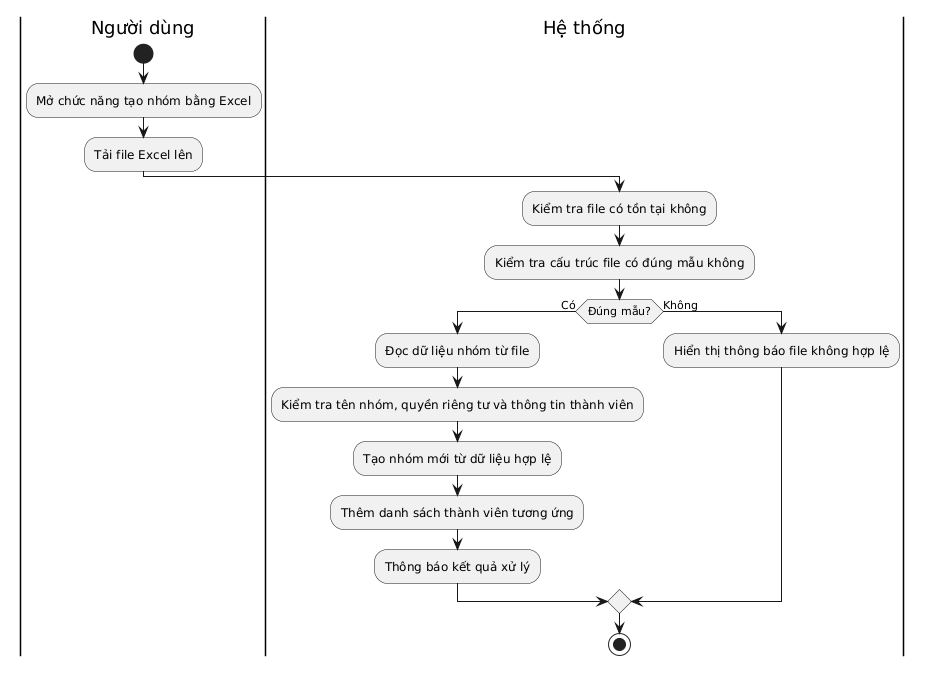 Người dùng
Hệ thống
Mở chức năng tạo nhóm bằng Excel
Tải file Excel lên
Kiểm tra file có tồn tại không
Kiểm tra cấu trúc file có đúng mẫu không
Có
Đúng mẫu?
Không
Đọc dữ liệu nhóm từ file
Hiển thị thông báo file không hợp lệ
Kiểm tra tên nhóm, quyền riêng tư và thông tin thành viên
Tạo nhóm mới từ dữ liệu hợp lệ
Thêm danh sách thành viên tương ứng
Thông báo kết quả xử lý